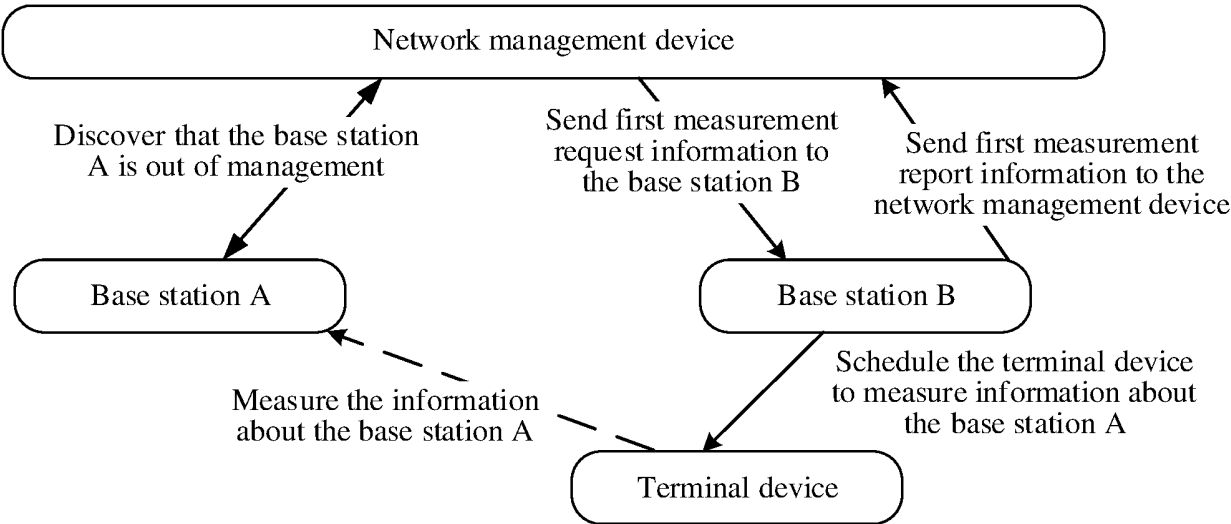 Network management device
Discover that the base station
A is out of management
Send first measurement
request information to
the base station B
Send first measurement
report information to the
network management device
Base station A
Base station B
Measure the information
about the base station A
Schedule the terminal device
to measure information about
the base station A
Terminal device